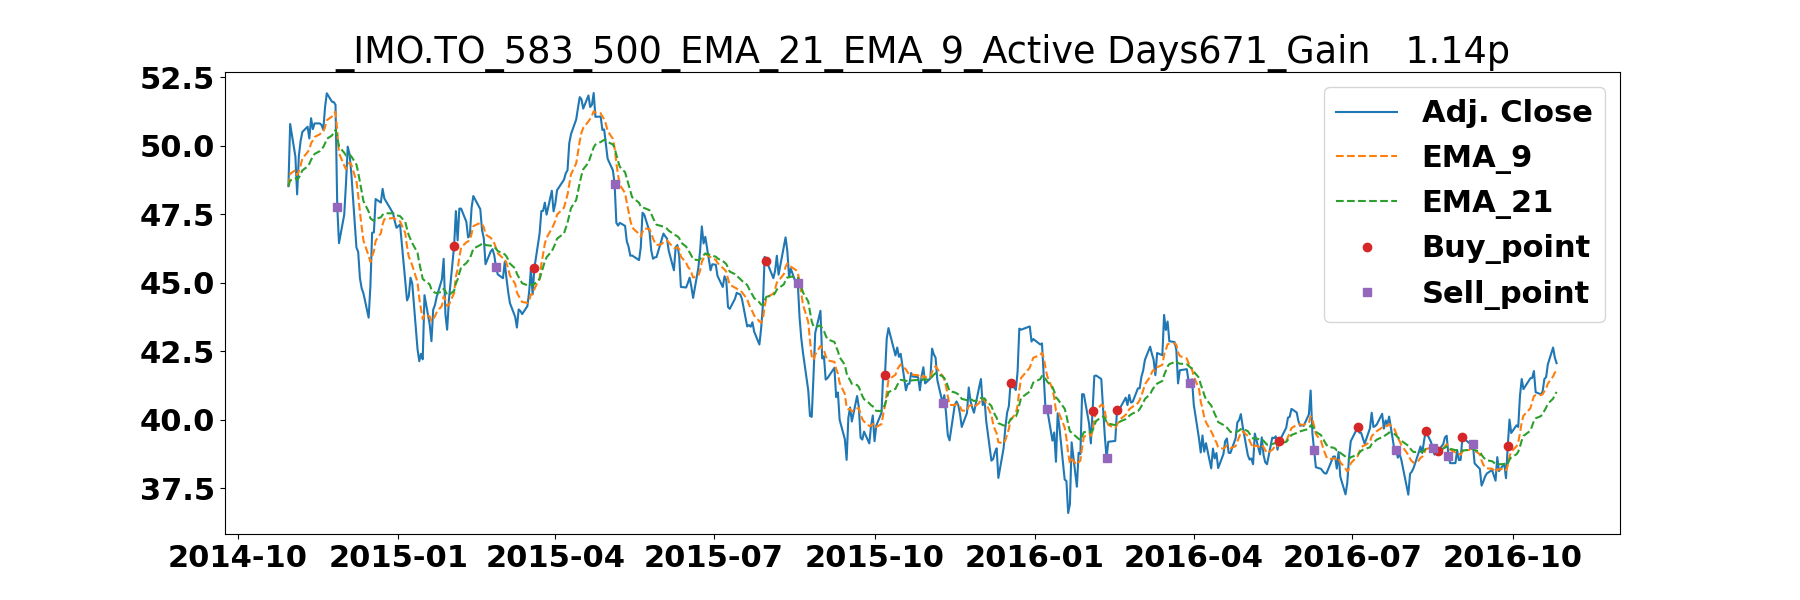 _IMO.TO_583_500_EMA_21_EMA_9_Active Days671_Gain   1.14p
52.5
50.0
47.5
45.0
42.5
40.0
37.5
Adj. Close
EMA_9
EMA_21
Buy_point
Sell_point
2014-10 2015-01 2015-04 2015-07 2015-10 2016-01 2016-04 2016-07 2016-10